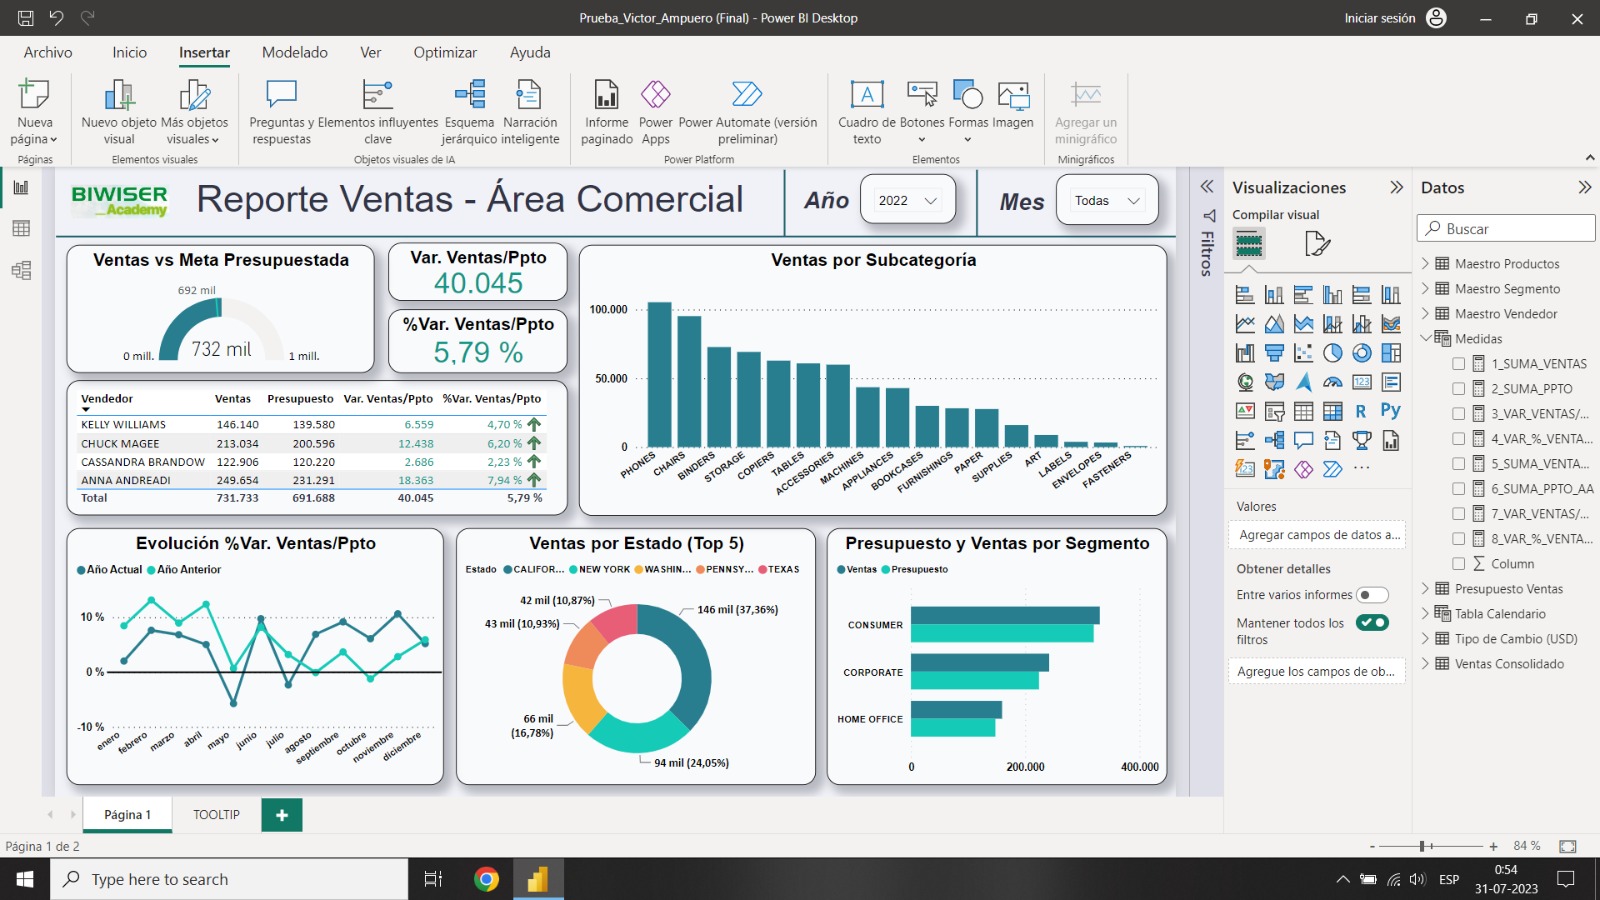 Prueba_Victor_Ampuero (Final) - Power BI Desktop
Iniciar sesión
Archivo
Inicio
Insertar
Modelado
Ver
Optimizar
Ayuda
Nueva página
Nuevo objeto visual
Más objetos visuales
Preguntas y respuestas
Elementos influyentes clave
Esquema jerárquico
Narración inteligente
Informe paginado
Power Apps
Power Automate (versión preliminar)
Cuadro de texto
Botones
Formas
Imagen
Agregar un minigráfico
Páginas
Elementos visuales
Objetos visuales de IA
Power Platform
Elementos
Minigráficos
BIWISER
_Academy
Reporte Ventas - Área Comercial
Año
2022
Mes
Todas
Ventas vs Meta Presupuestada
692 mil
732 mil
0 mill.
1 mill.
Var. Ventas/Ppto
40.045
%Var. Ventas/Ppto
5,79 %
Vendedor Ventas Presupuesto Var. Ventas/Ppto %Var. Ventas/Ppto
KELLY WILLIAMS 146.140 139.580 6.559 4,70 %
CHUCK MAGEE 213.034 200.596 12.438 6,20 %
CASSANDRA BRANDOW 122.906 120.220 2.686 2,23 %
ANNA ANDREADI 249.654 231.291 18.363 7,94 %
Total 731.733 691.688 40.045 5,79 %
Ventas por Subcategoría
100.000
50.000
0
PHONES
CHAIRS
BINDERS
STORAGE
COPIERS
TABLES
ACCESSORIES
MACHINES
APPLIANCES
BOOKCASES
FURNISHINGS
PAPER
SUPPLIES
ART
LABELS
ENVELOPES
FASTENERS
Evolución %Var. Ventas/Ppto
Año Actual Año Anterior
10 %
0 %
-10 %
enero
febrero
marzo
abril
mayo
junio
julio
agosto
septiembre
octubre
noviembre
diciembre
Ventas por Estado (Top 5)
Estado CALIFOR... NEW YORK WASHIN... PENNSY... TEXAS
42 mil (10,87%)
146 mil (37,36%)
43 mil (10,93%)
66 mil
(16,78%)
94 mil (24,05%)
Presupuesto y Ventas por Segmento
Ventas Presupuesto
CONSUMER
CORPORATE
HOME OFFICE
0 200.000 400.000
Filtros
Visualizaciones
Compilar visual
R
Py
123
Valores
Agregar campos de datos a...
Obtener detalles
Entre varios informes
Mantener todos los
filtros
Agregue los campos de ob...
Datos
Buscar
Maestro Productos
Maestro Segmento
Maestro Vendedor
Medidas
1_SUMA_VENTAS
2_SUMA_PPTO
3_VAR_VENTAS/...
4_VAR_%_VENTA...
5_SUMA_VENTA...
6_SUMA_PPTO_AA
7_VAR_VENTAS/...
8_VAR_%_VENTA...
Column
Presupuesto Ventas
Tabla Calendario
Tipo de Cambio (USD)
Ventas Consolidado
Página 1
TOOLTIP
+
Página 1 de 2
- + 84 %
Type here to search
ESP
0:54
31-07-2023